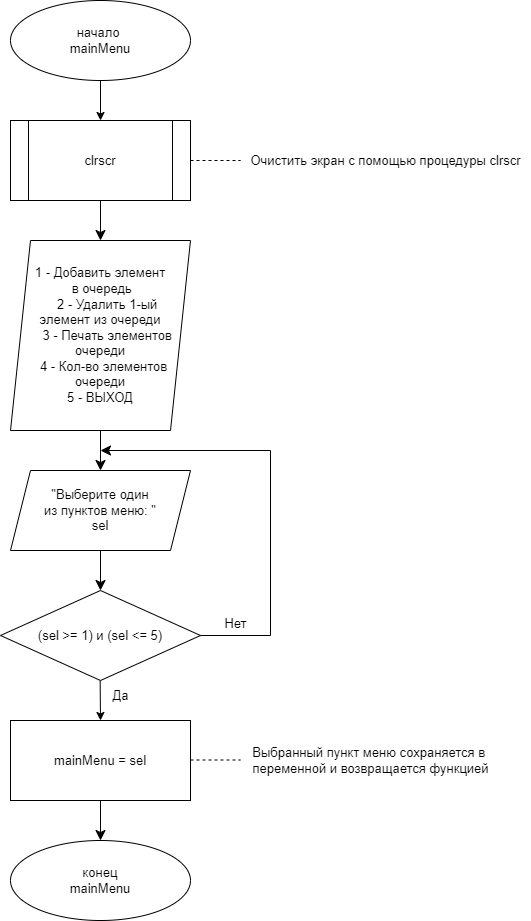 начало
mainMenu
clrscr
Очистить экран с помощью процедуры clrscr
1 - Добавить элемент
в очередь
2 - Удалить 1-ый
элемент из очереди
3 - Печать элементов
очереди
4 - Кол-во элементов
очереди
5 - ВЫХОД
"Выберите один
из пунктов меню: "
sel
(sel >= 1) и (sel <= 5)
Нет
Да
mainMenu = sel
Выбранный пункт меню сохраняется в
переменной и возвращается функцией
конец
mainMenu